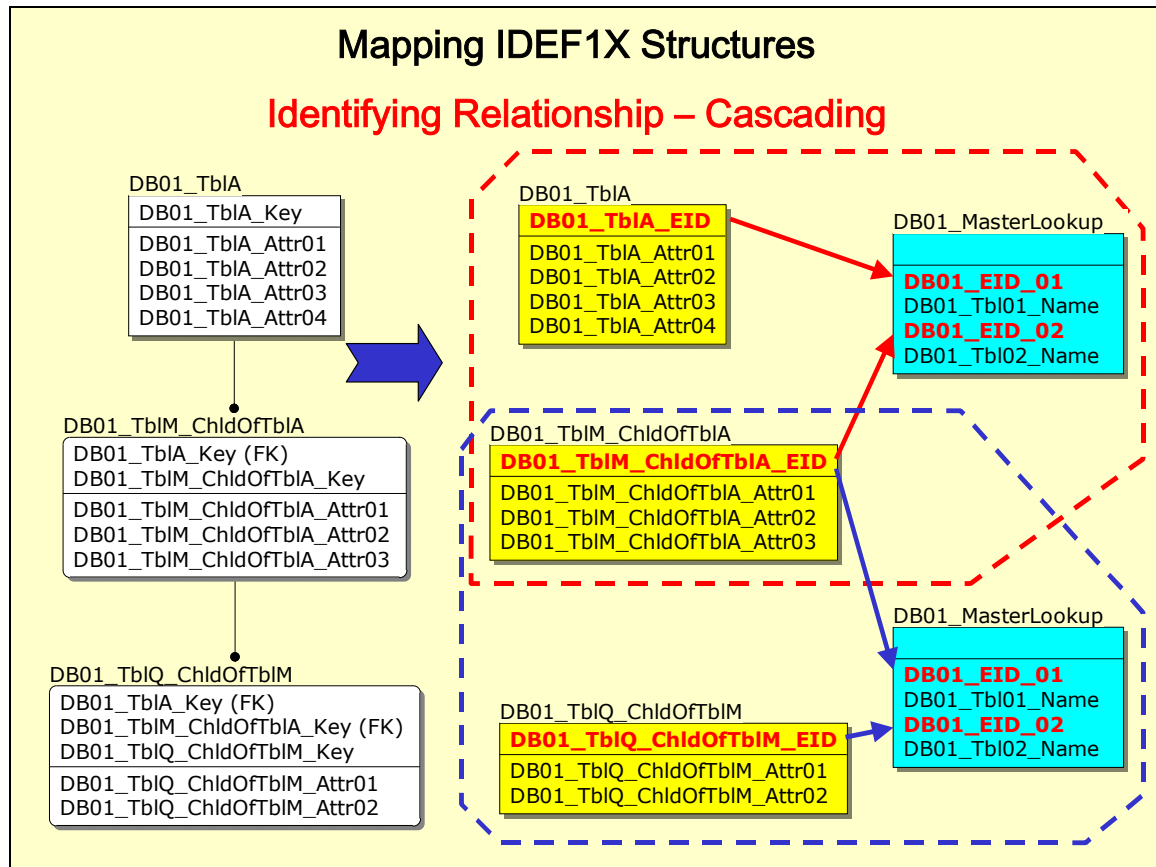 Mapping IDEF1X Structures
Identifying Relationship – Cascading
DB01_TblA
DB01_TblA_Key
DB01_TblA_Attr01
DB01_TblA_Attr02
DB01_TblA_Attr03
DB01_TblA_Attr04
DB01_TblM_ChldOfTblA
DB01_TblA_Key (FK)
DB01_TblM_ChldOfTblA_Key
DB01_TblM_ChldOfTblA_Attr01
DB01_TblM_ChldOfTblA_Attr02
DB01_TblM_ChldOfTblA_Attr03
DB01_TblQ_ChldOfTblM
DB01_TblA_Key (FK)
DB01_TblM_ChldOfTblA_Key (FK)
DB01_TblQ_ChldOfTblM_Key
DB01_TblQ_ChldOfTblM_Attr01
DB01_TblQ_ChldOfTblM_Attr02
DB01_TblA
DB01_TblA_EID
DB01_TblA_Attr01
DB01_TblA_Attr02
DB01_TblA_Attr03
DB01_TblA_Attr04
DB01_MasterLookup
DB01_EID_01
DB01_Tbl01_Name
DB01_EID_02
DB01_Tbl02_Name
DB01_TblM_ChldOfTblA
DB01_TblM_ChldOfTblA_EID
DB01_TblM_ChldOfTblA_Attr01
DB01_TblM_ChldOfTblA_Attr02
DB01_TblM_ChldOfTblA_Attr03
DB01_MasterLookup
DB01_EID_01
DB01_Tbl01_Name
DB01_EID_02
DB01_Tbl02_Name
DB01_TblQ_ChldOfTblM
DB01_TblQ_ChldOfTblM_EID
DB01_TblQ_ChldOfTblM_Attr01
DB01_TblQ_ChldOfTblM_Attr02